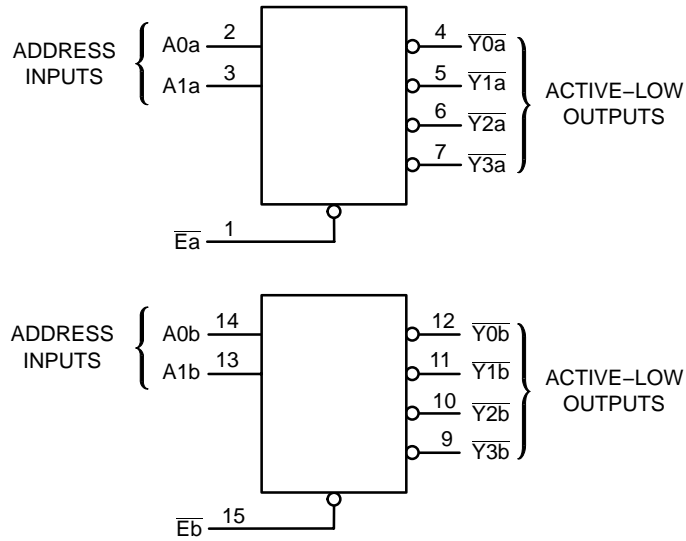 ADDRESS
INPUTS
A0a 2
A1a 3
4 Y0a
5 Y1a
6 Y2a
7 Y3a
ACTIVE–LOW
OUTPUTS
Ea 1
ADDRESS
INPUTS
A0b 14
A1b 13
12 Y0b
11 Y1b
10 Y2b
9 Y3b
ACTIVE–LOW
OUTPUTS
Eb 15